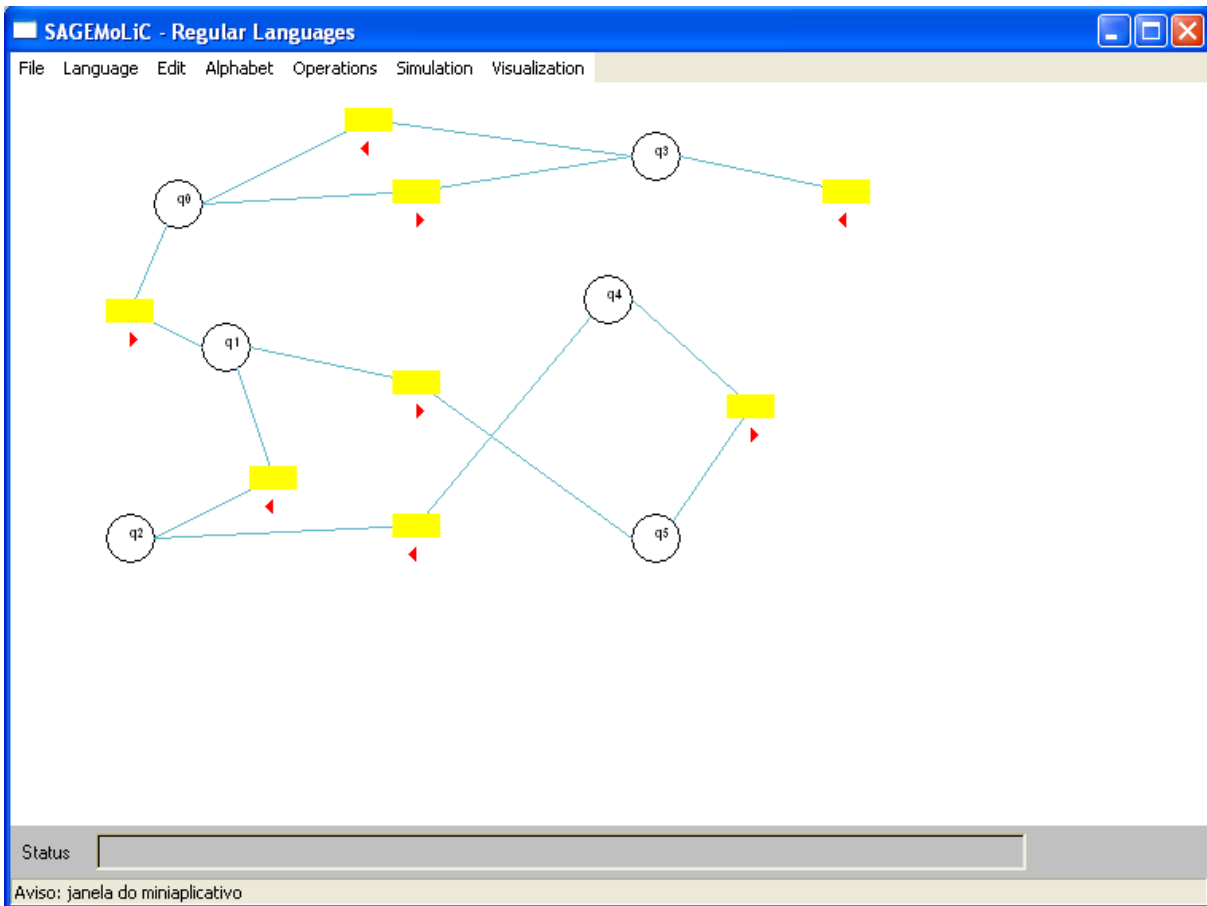 SAGEMoLiC - Regular Languages
File Language Edit Alphabet Operations Simulation Visualization
q3
q0
q4
q1
q2
q5
Status
Aviso: janela do miniaplicativo